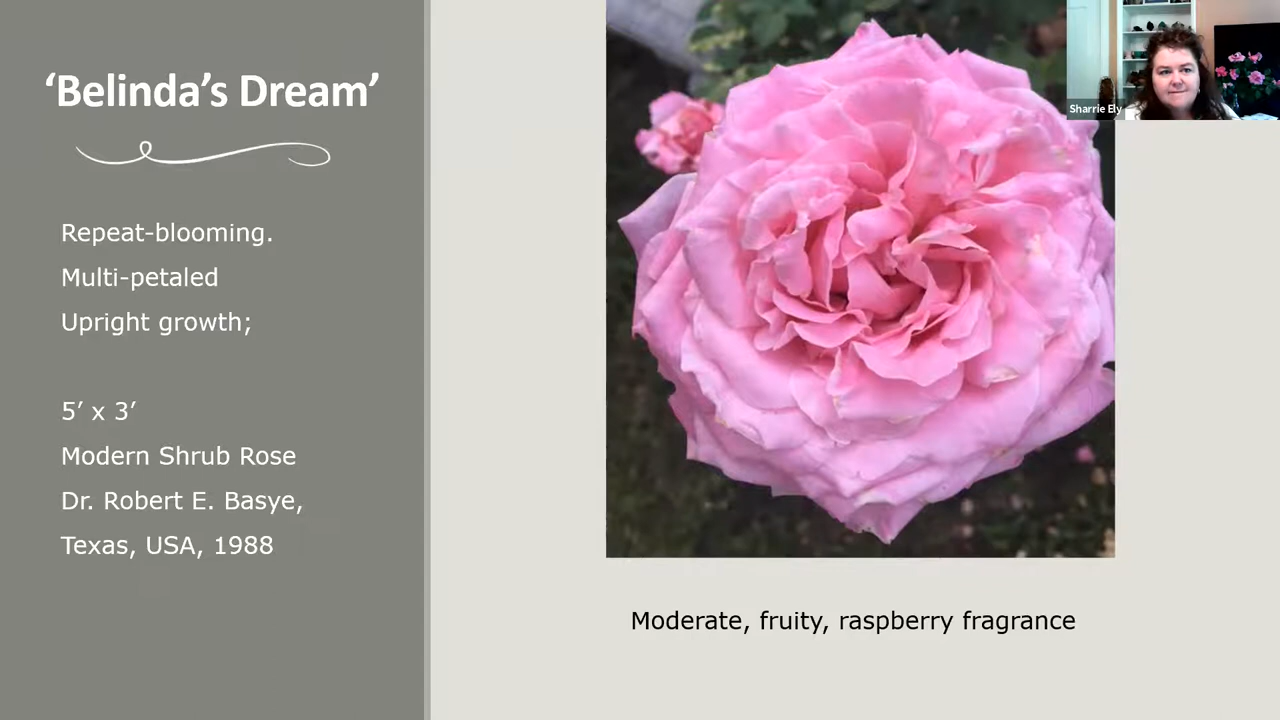 ‘Belinda’s Dream’
Repeat-blooming.
Multi-petaled
Upright growth;
5’ x 3’
Modern Shrub Rose
Dr. Robert E. Basye,
Texas, USA, 1988
Moderate, fruity, raspberry fragrance
Sharrie Ely